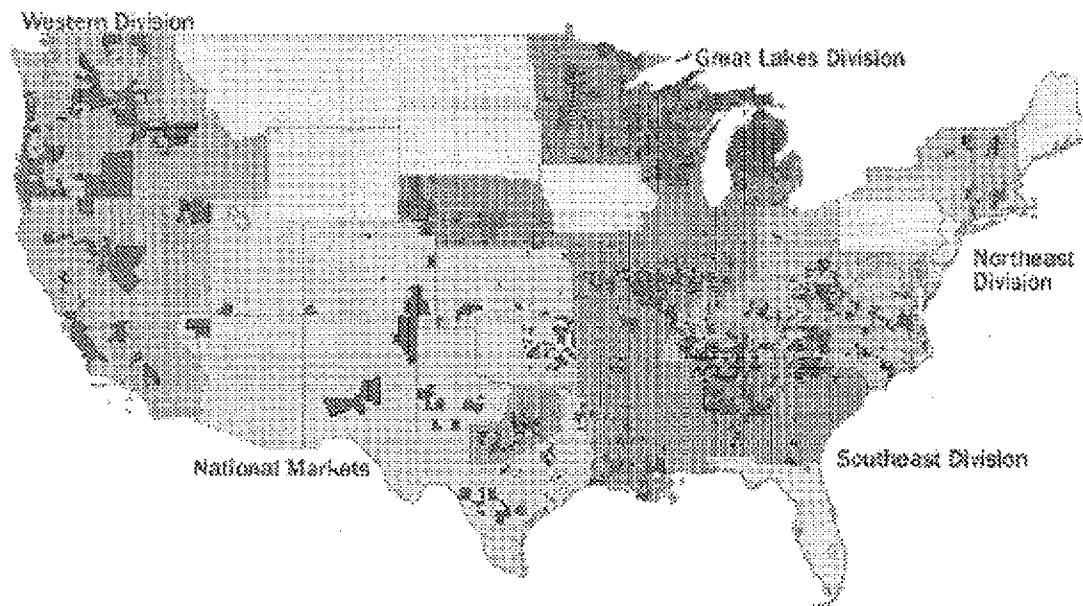 Western Division
Great Lakes Division
Northeast
Division
Southeast Division
National Markets